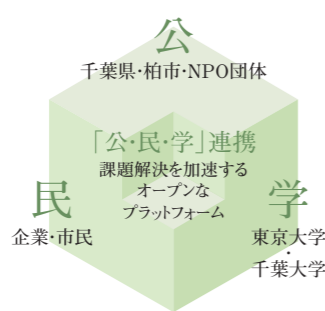 公
千葉県・柏市・NPO団体
「公・民・学」連携
課題解決を加速する
オープンな
プラットフォーム
民
企業・市民
学
東京大学
・
千葉大学